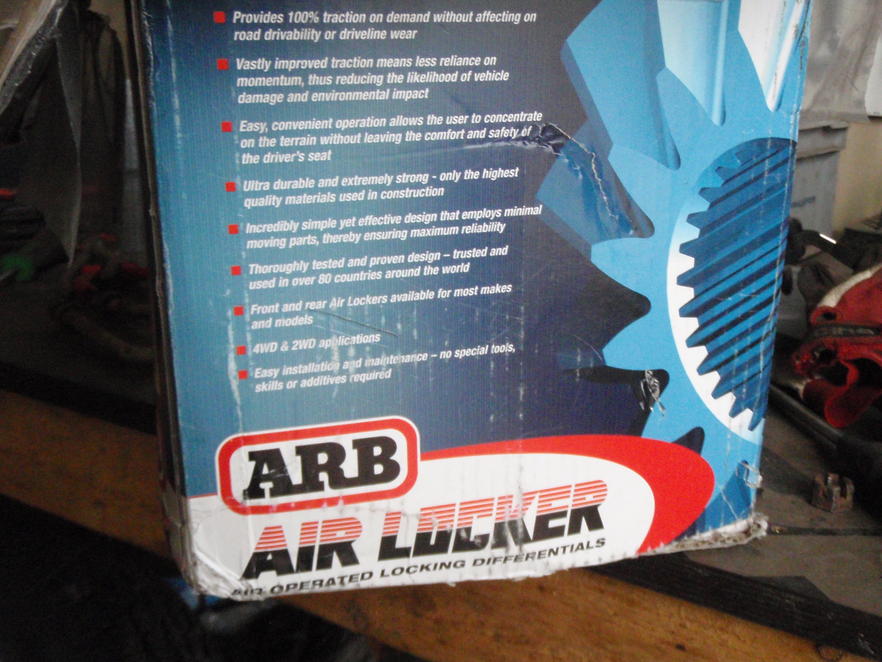 Provides 100% traction on demand without affecting on
road drivability or driveline wear
Vastly improved traction means less reliance on
momentum, thus reducing the likelihood of vehicle
damage and environmental impact
Easy, convenient operation allows the user to concentrate
on the terrain without leaving the comfort and safety of
the driver's seat
Ultra durable and extremely strong - only the highest
quality materials used in construction
Incredibly simple yet effective design that employs minimal
moving parts, thereby ensuring maximum reliability
Thoroughly tested and proven design – trusted and
used in over 80 countries around the world
Front and rear Air Lockers available for most makes
and models
4WD & 2WD applications
Easy installation and maintenance – no special tools,
skills or additives required
ARB
AIR LOCKER
AIR OPERATED LOCKING DIFFERENTIALS